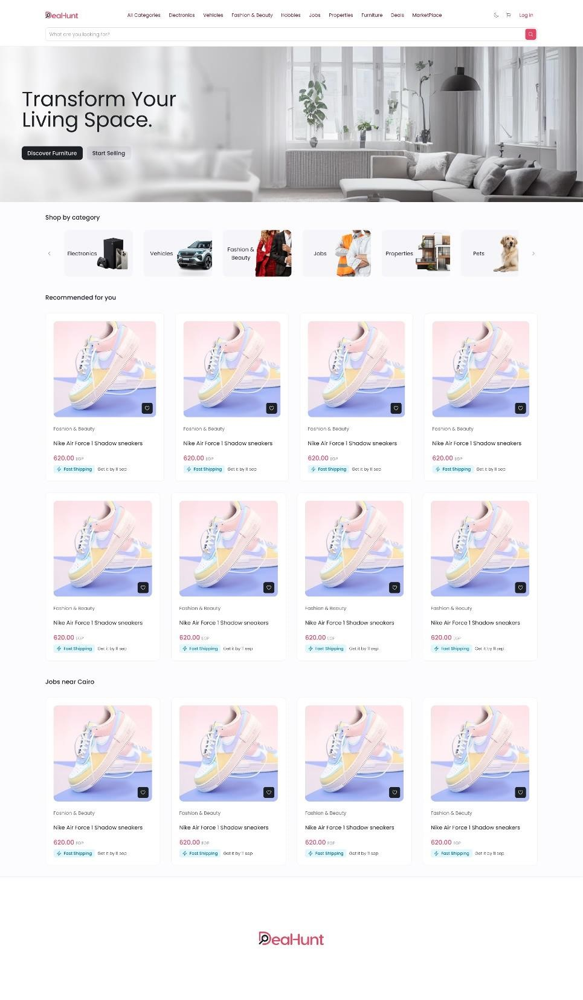 DeaHunt
All Categories Electronics Vehicles Fashion & Beauty Hobbies Jobs Properties Furniture Deals MarketPlace
Log in
What are you looking for?
Transform Your
Living Space.
Discover Furniture Start Selling
Shop by category
Electronics
Vehicles
Fashion &
Beauty
Jobs
Properties
Pets
Recommended for you
Fashion & Beauty Fashion & Beauty Fashion & Beauty Fashion & Beauty
Nike Air Force 1 Shadow sneakers Nike Air Force 1 Shadow sneakers Nike Air Force 1 Shadow sneakers Nike Air Force 1 Shadow sneakers
620.00 EGP 620.00 EGP 620.00 EGP 620.00 EGP
Fast Shipping Get it by 11 sep Fast Shipping Get it by 11 sep Fast Shipping Get it by 11 sep Fast Shipping Get it by 11 sep
Fashion & Beauty Fashion & Beauty Fashion & Beauty Fashion & Beauty
Nike Air Force 1 Shadow sneakers Nike Air Force 1 Shadow sneakers Nike Air Force 1 Shadow sneakers Nike Air Force 1 Shadow sneakers
620.00 EGP 620.00 EGP 620.00 EGP 620.00 EGP
Fast Shipping Get it by 11 sep Fast Shipping Get it by 11 sep Fast Shipping Get it by 11 sep Fast Shipping Get it by 11 sep
Jobs near Cairo
Fashion & Beauty Fashion & Beauty Fashion & Beauty Fashion & Beauty
Nike Air Force 1 Shadow sneakers Nike Air Force 1 Shadow sneakers Nike Air Force 1 Shadow sneakers Nike Air Force 1 Shadow sneakers
620.00 EGP 620.00 EGP 620.00 EGP 620.00 EGP
Fast Shipping Get it by 11 sep Fast Shipping Get it by 11 sep Fast Shipping Get it by 11 sep Fast Shipping Get it by 11 sep
DeaHunt